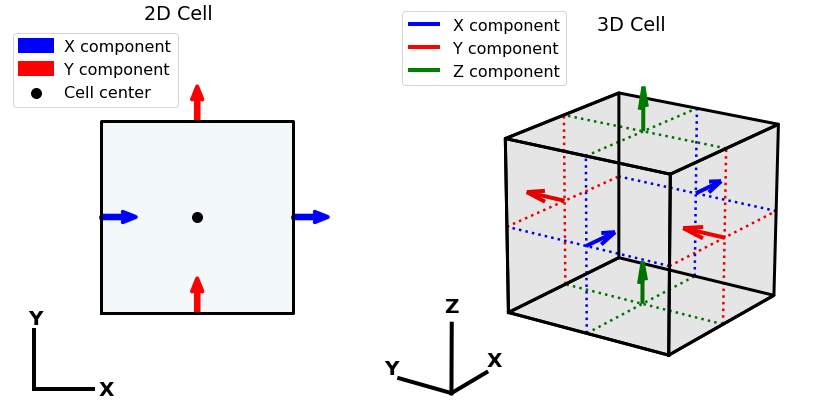 2D Cell
X component
Y component
Cell center
Y
X
3D Cell
X component
Y component
Z component
Z
Y
X